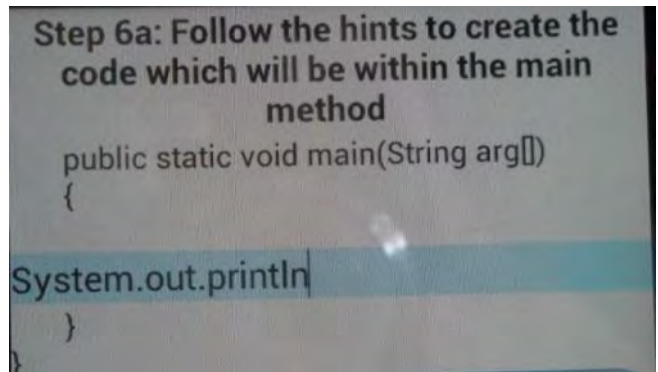 Step 6a: Follow the hints to create the
code which will be within the main
method
public static void main(String arg[])
{
System.out.println
}
}